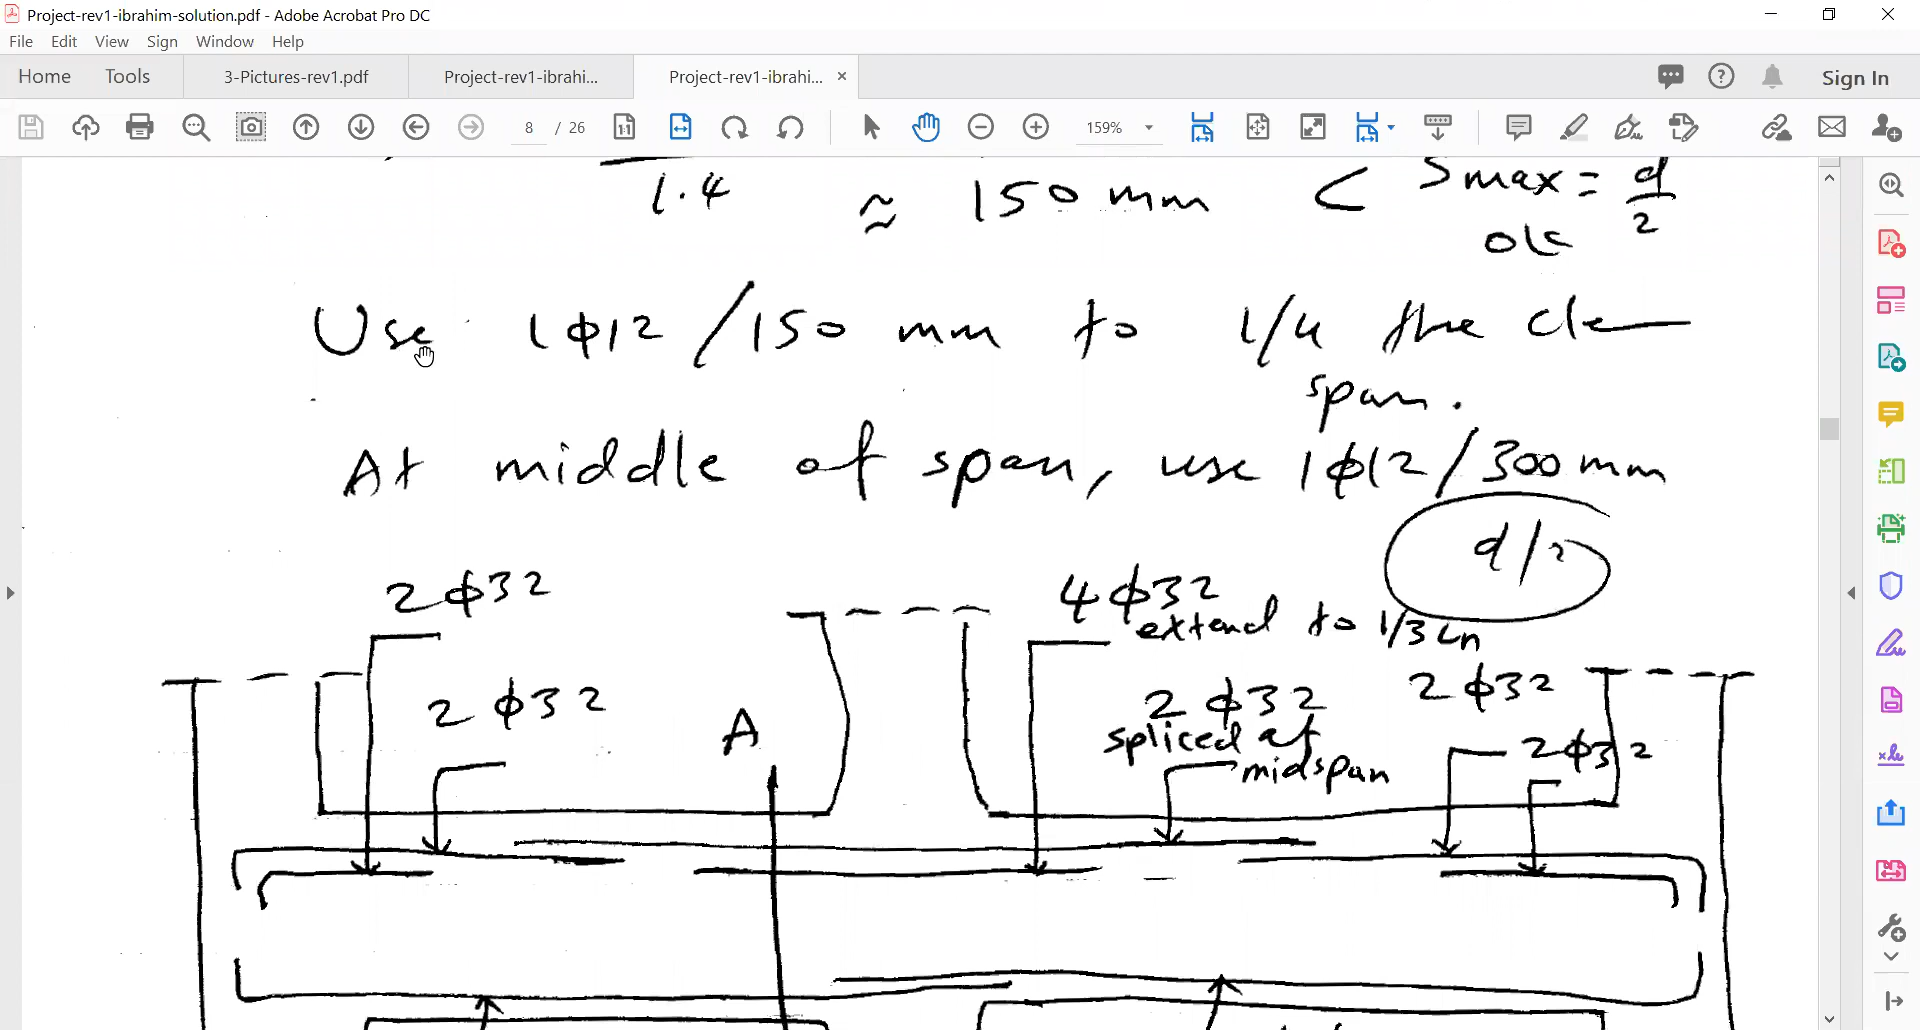 Project-rev1-ibrahim-solution.pdf - Adobe Acrobat Pro DC
File Edit View Sign Window Help
Home Tools 3-Pictures-rev1.pdf Project-rev1-ibrahi... Project-rev1-ibrahi... × Sign In
8 / 26 159%
1.4 ≈ 150 mm < Smax = d/2
ok
Use 1φ12 /150 mm to 1/4 the clear
span.
At middle of span, use 1φ12/300 mm
d/2
2φ32 4φ32
extend to 1/3 Ln
2φ32 A 2φ32 2φ32
spliced at 2φ32
midspan